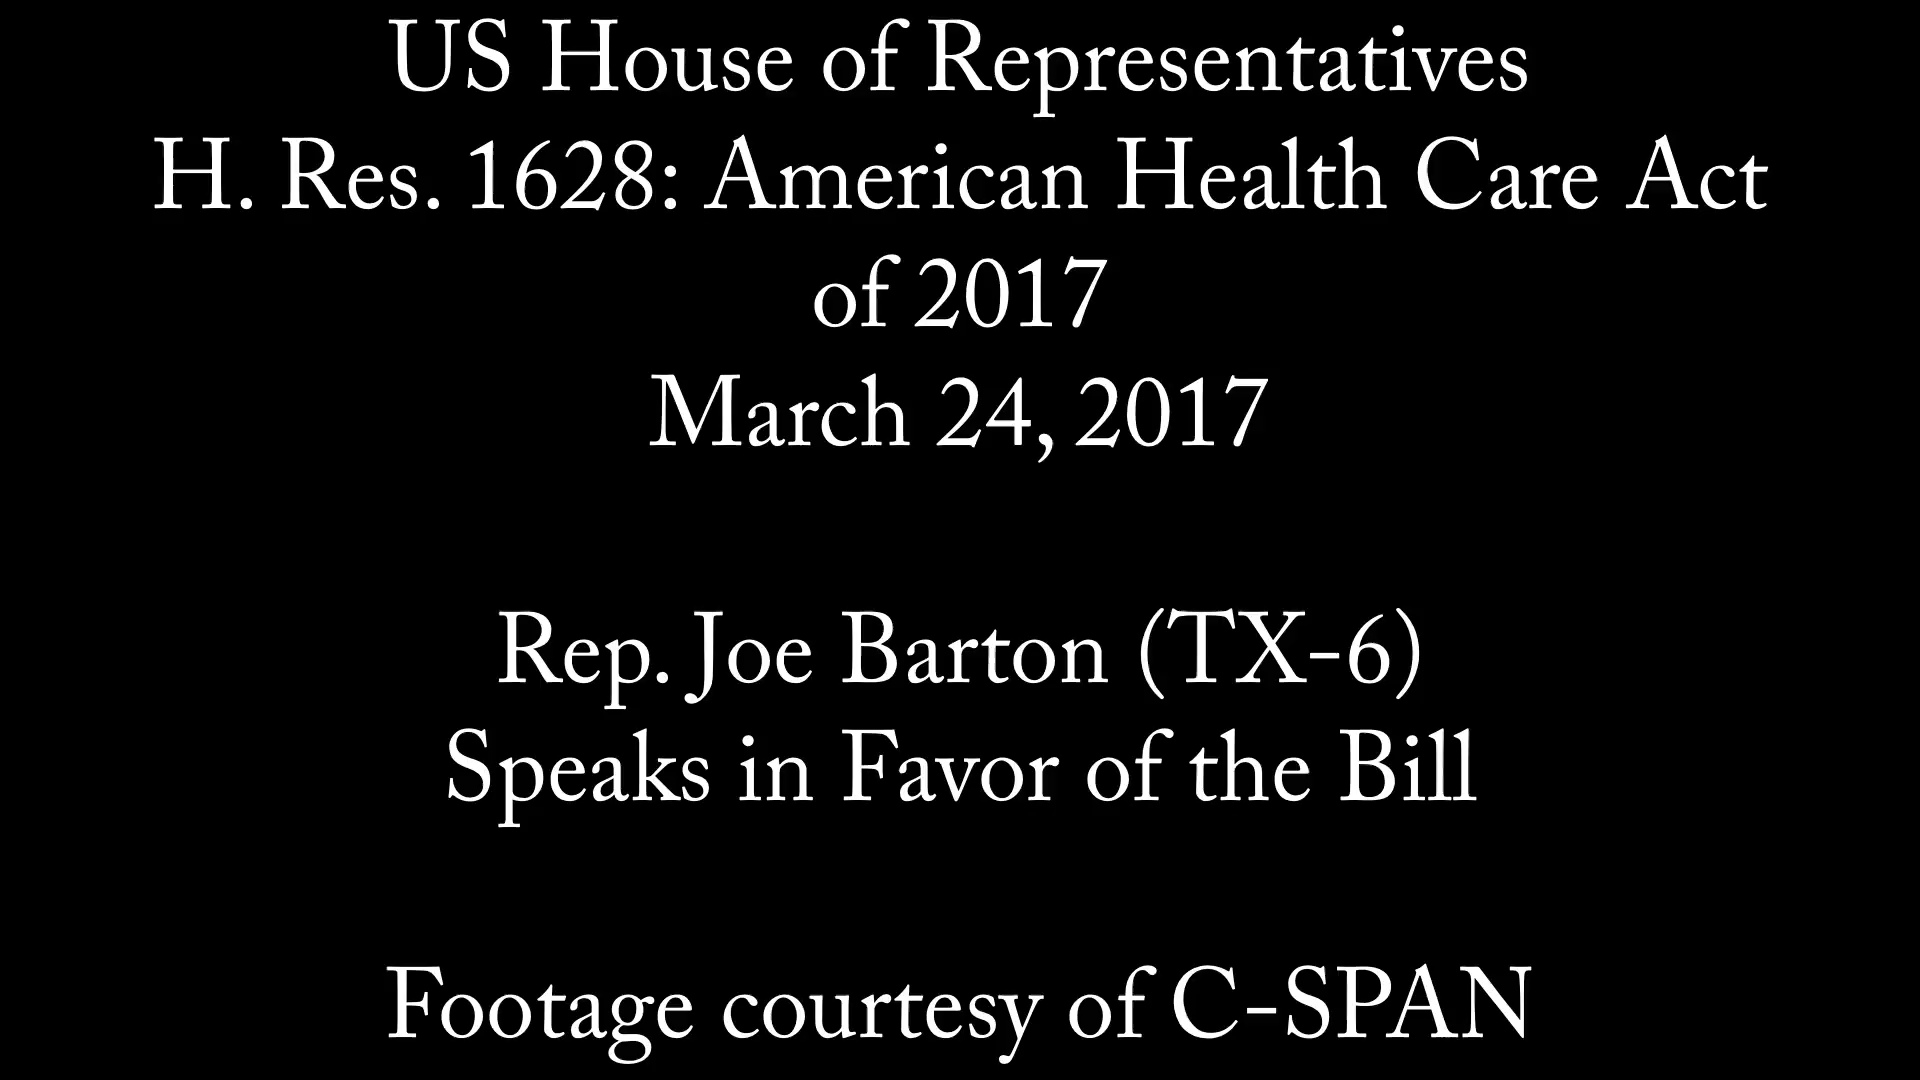 US House of Representatives
H. Res. 1628: American Health Care Act
of 2017
March 24, 2017
Rep. Joe Barton (TX-6)
Speaks in Favor of the Bill
Footage courtesy of C-SPAN